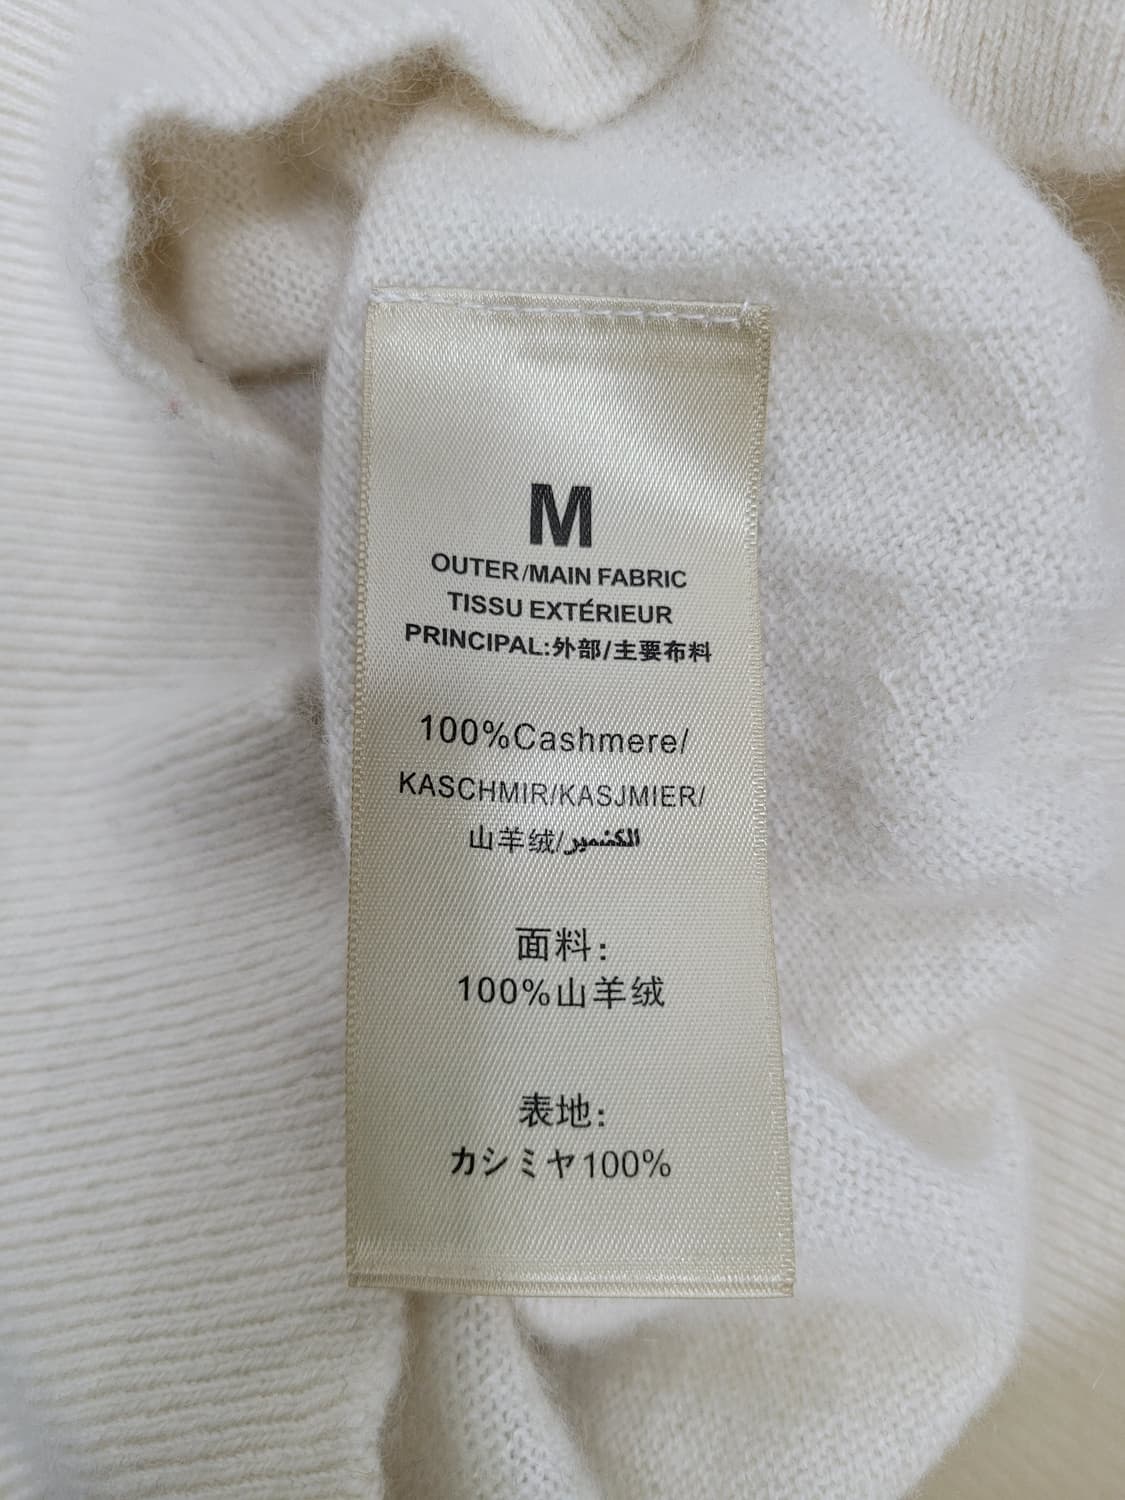 M
OUTER/MAIN FABRIC
TISSU EXTÉRIEUR
PRINCIPAL:外部/主要布料
100%Cashmere/
KASCHMIR/KASJMIER/
山羊绒/الكشمير
面料:
100%山羊绒
表地:
カシミヤ100%